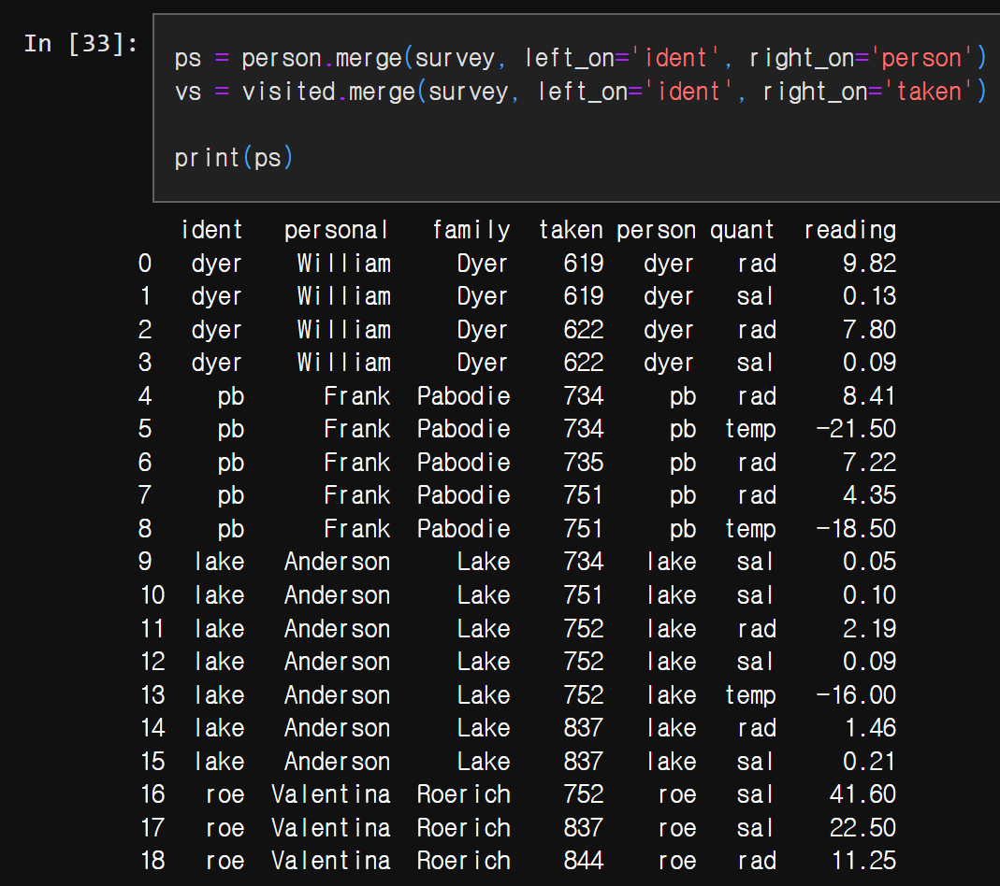 In [33]:
ps = person.merge(survey, left_on='ident', right_on='person')
vs = visited.merge(survey, left_on='ident', right_on='taken')
print(ps)
ident personal family taken person quant reading
0 dyer William Dyer 619 dyer rad 9.82
1 dyer William Dyer 619 dyer sal 0.13
2 dyer William Dyer 622 dyer rad 7.80
3 dyer William Dyer 622 dyer sal 0.09
4 pb Frank Pabodie 734 pb rad 8.41
5 pb Frank Pabodie 734 pb temp -21.50
6 pb Frank Pabodie 735 pb rad 7.22
7 pb Frank Pabodie 751 pb rad 4.35
8 pb Frank Pabodie 751 pb temp -18.50
9 lake Anderson Lake 734 lake sal 0.05
10 lake Anderson Lake 751 lake sal 0.10
11 lake Anderson Lake 752 lake rad 2.19
12 lake Anderson Lake 752 lake sal 0.09
13 lake Anderson Lake 752 lake temp -16.00
14 lake Anderson Lake 837 lake rad 1.46
15 lake Anderson Lake 837 lake sal 0.21
16 roe Valentina Roerich 752 roe sal 41.60
17 roe Valentina Roerich 837 roe sal 22.50
18 roe Valentina Roerich 844 roe rad 11.25